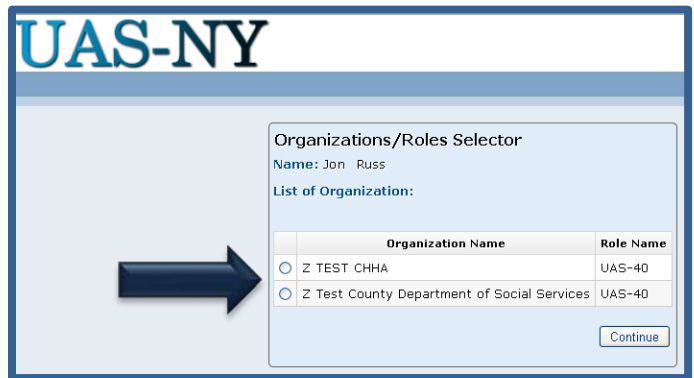 UAS-NY
Organizations/Roles Selector
Name: Jon Russ
List of Organization:
Organization Name Role Name
Z TEST CHHA UAS-40
Z Test County Department of Social Services UAS-40
Continue